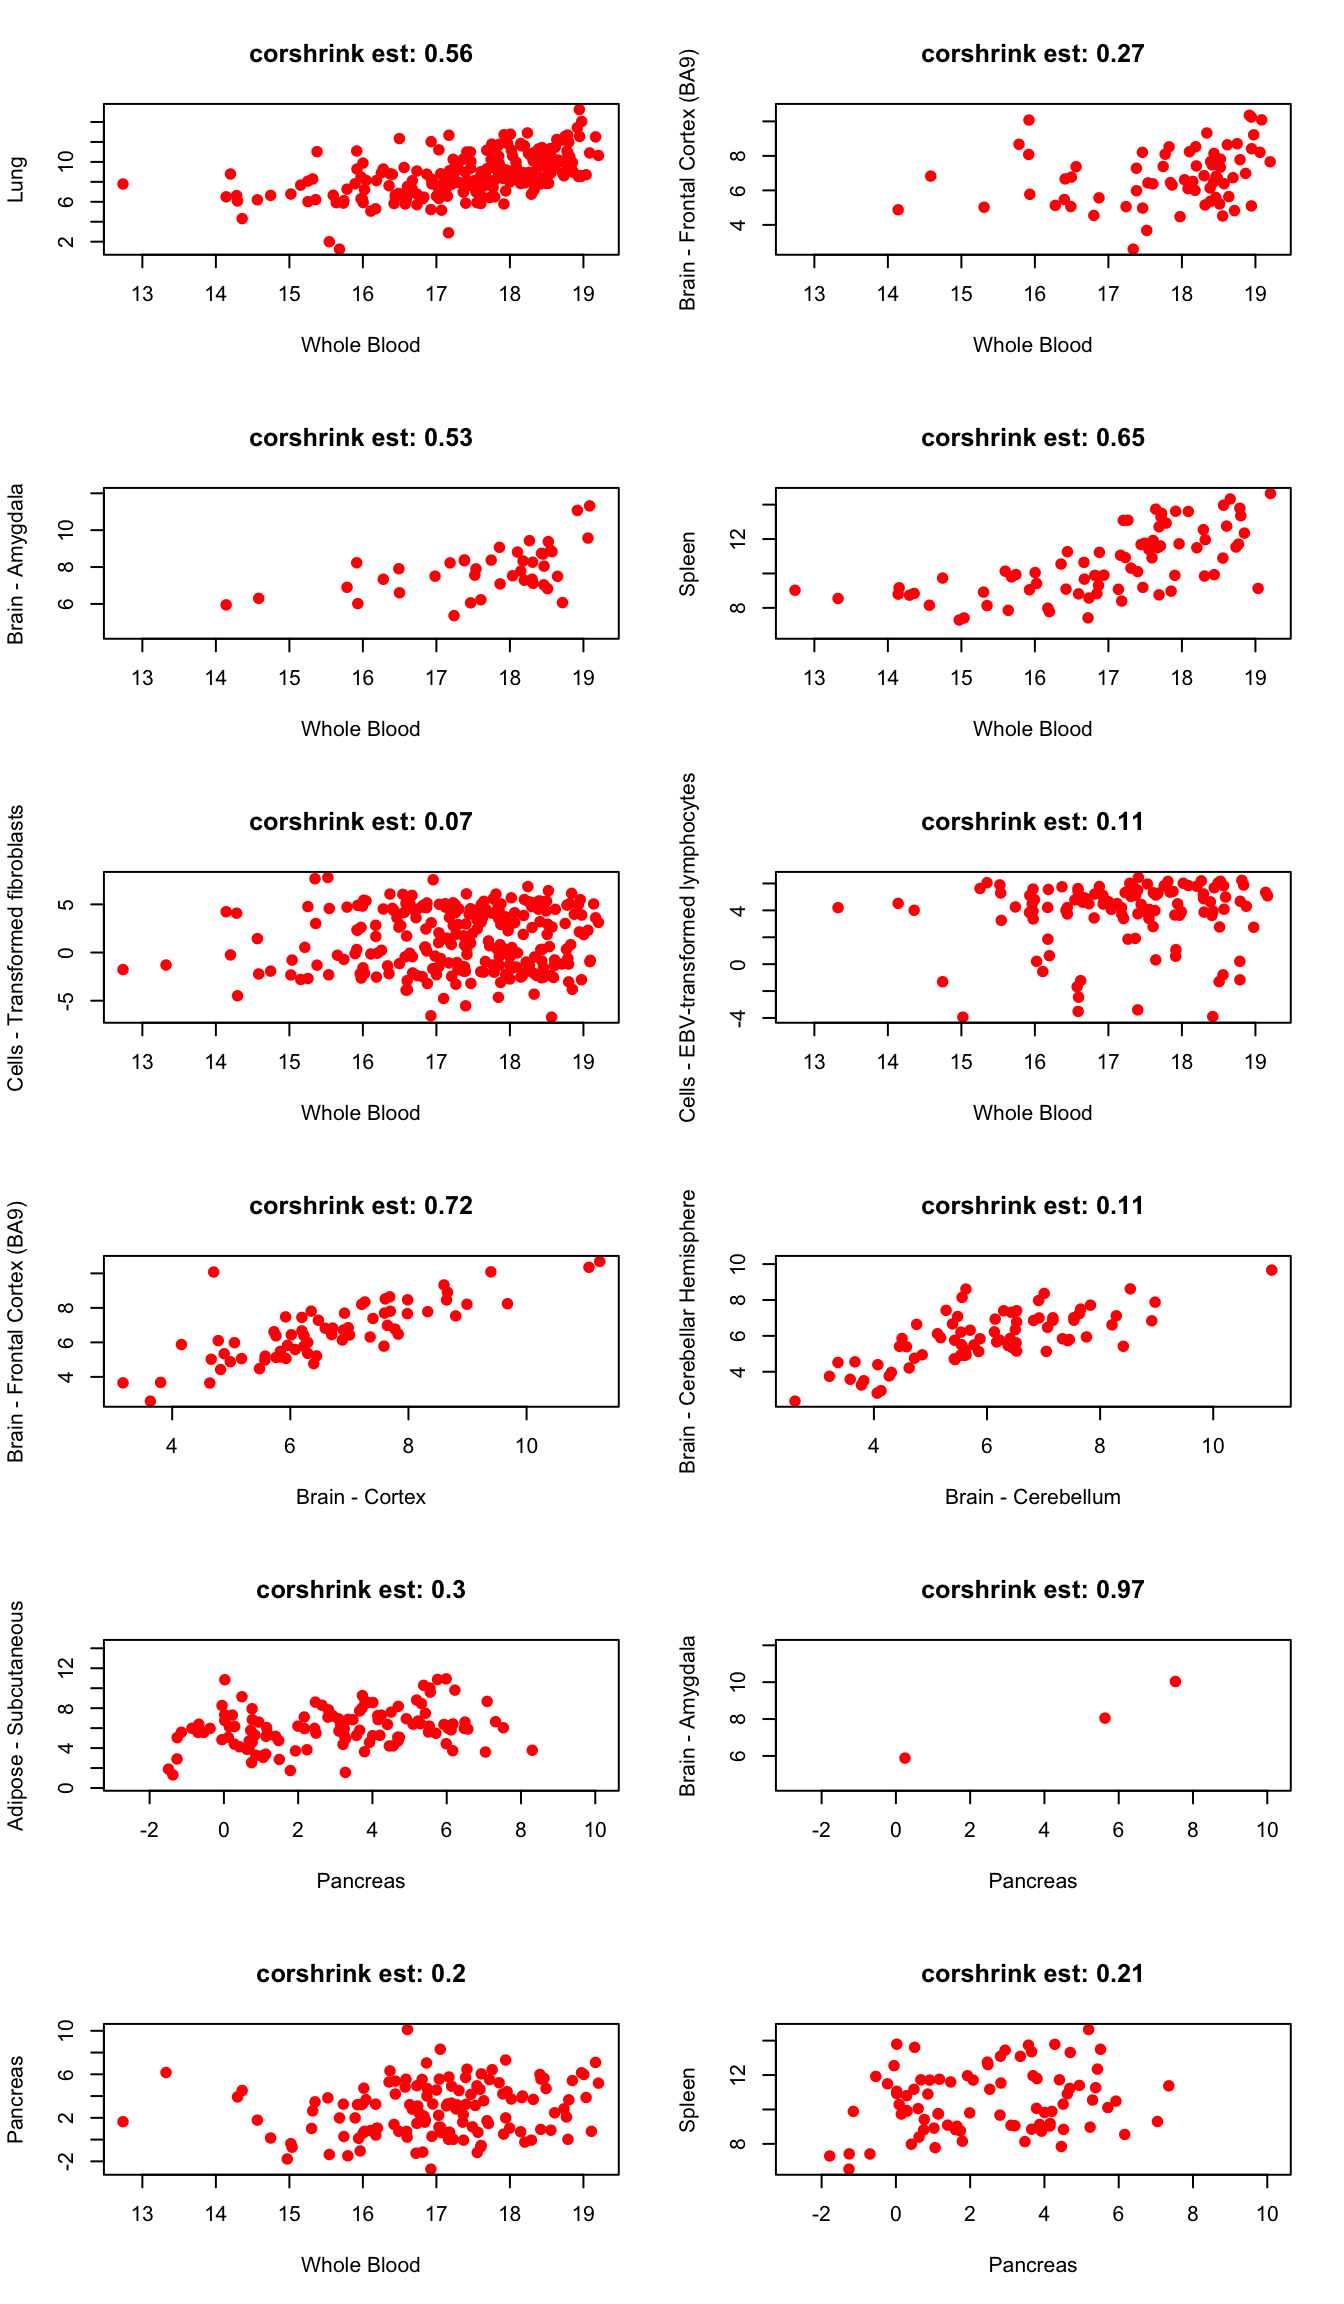 corshrink est: 0.56
Lung
2 6 10
13 14 15 16 17 18 19
Whole Blood
corshrink est: 0.27
Brain - Frontal Cortex (BA9)
4 6 8
13 14 15 16 17 18 19
Whole Blood
corshrink est: 0.53
Brain - Amygdala
6 8 10
13 14 15 16 17 18 19
Whole Blood
corshrink est: 0.65
Spleen
8 12
13 14 15 16 17 18 19
Whole Blood
corshrink est: 0.07
Cells - Transformed fibroblasts
-5 0 5
13 14 15 16 17 18 19
Whole Blood
corshrink est: 0.11
Cells - EBV-transformed lymphocytes
-4 0 4
13 14 15 16 17 18 19
Whole Blood
corshrink est: 0.72
Brain - Frontal Cortex (BA9)
4 6 8
4 6 8 10
Brain - Cortex
corshrink est: 0.11
Brain - Cerebellar Hemisphere
4 6 8 10
4 6 8 10
Brain - Cerebellum
corshrink est: 0.3
Adipose - Subcutaneous
0 4 8 12
-2 0 2 4 6 8 10
Pancreas
corshrink est: 0.97
Brain - Amygdala
6 8 10
-2 0 2 4 6 8 10
Pancreas
corshrink est: 0.2
Pancreas
-2 2 6 10
13 14 15 16 17 18 19
Whole Blood
corshrink est: 0.21
Spleen
8 12
-2 0 2 4 6 8 10
Pancreas